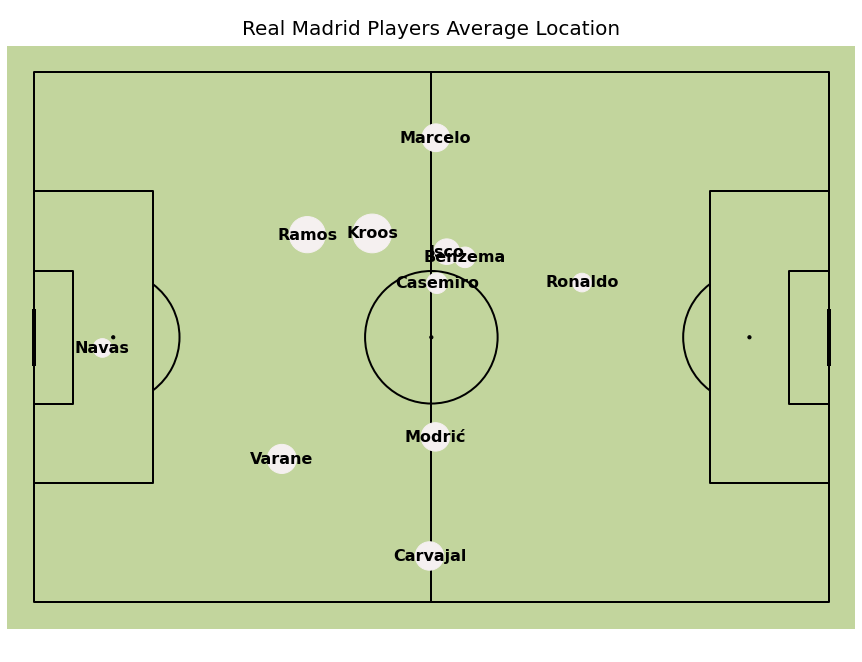 Real Madrid Players Average Location
Marcelo
Ramos
Kroos
Isco
Benzema
Casemiro
Ronaldo
Navas
Modrić
Varane
Carvajal